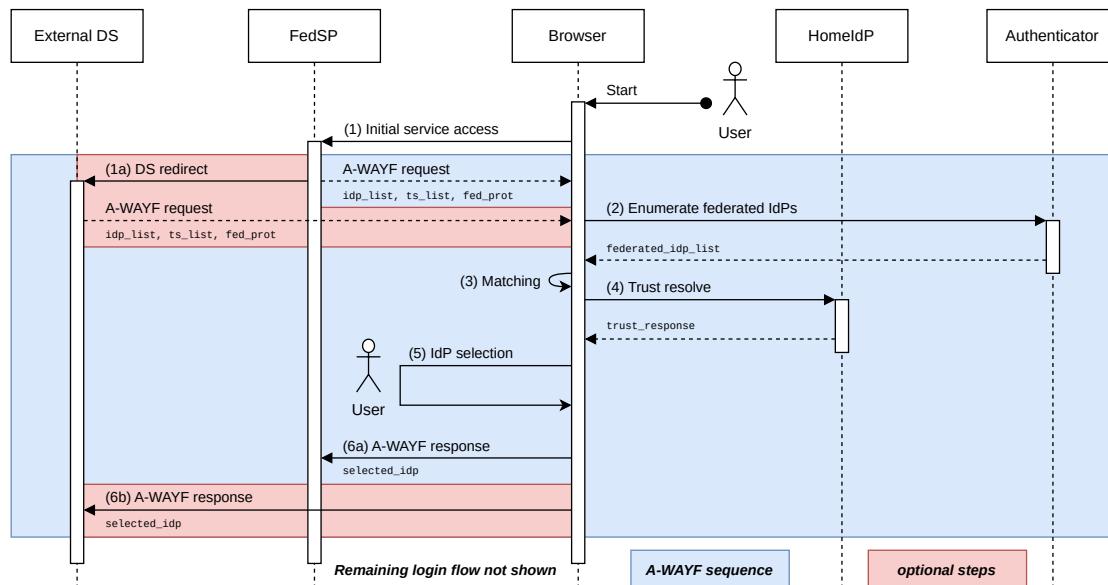 External DS
FedSP
Browser
HomeIdP
Authenticator
Start
User
(1) Initial service access
(1a) DS redirect
A-WAYF request
idp_list, ts_list, fed_prot
A-WAYF request
idp_list, ts_list, fed_prot
(2) Enumerate federated IdPs
federated_idp_list
(3) Matching
(4) Trust resolve
trust_response
(5) IdP selection
User
(6a) A-WAYF response
selected_idp
(6b) A-WAYF response
selected_idp
Remaining login flow not shown
A-WAYF sequence
optional steps